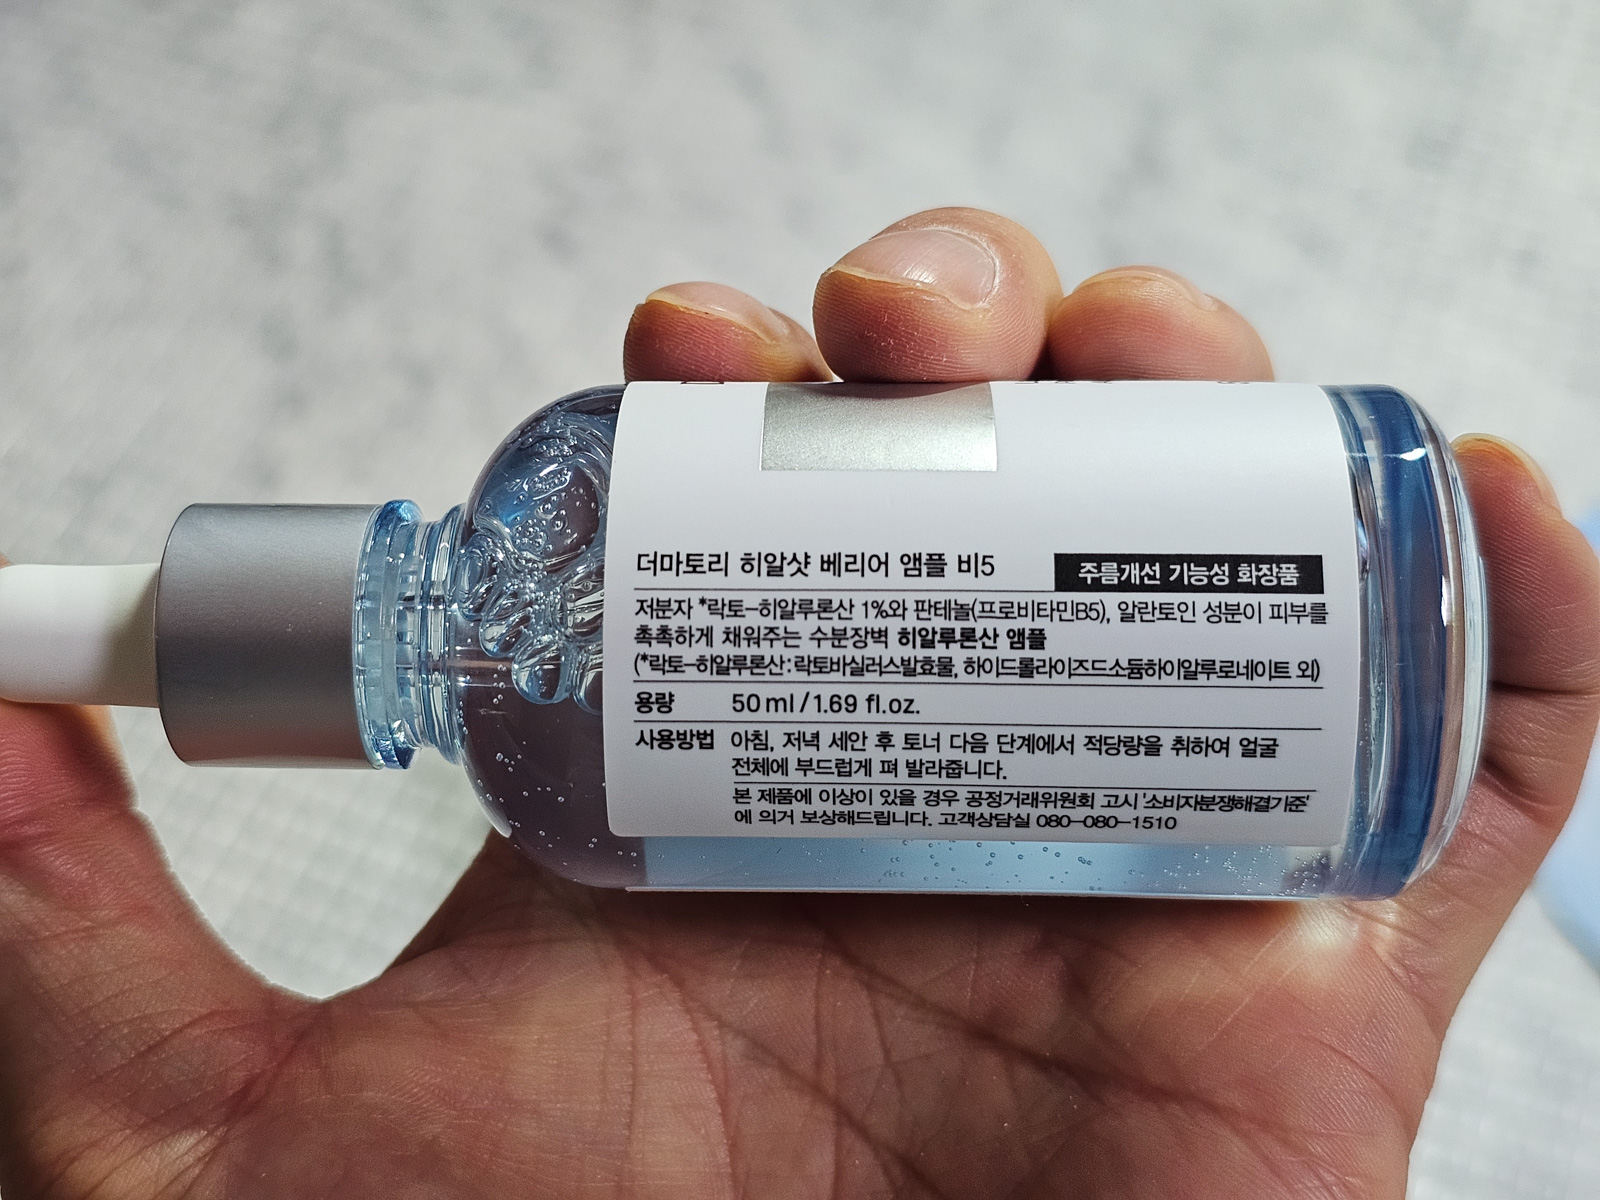 더마토리 히알샷 베리어 앰플 비5
주름개선 기능성 화장품
저분자 *락토-히알루론산 1%와 판테놀(프로비타민B5), 알란토인 성분이 피부를
촉촉하게 채워주는 수분장벽 히알루론산 앰플
(*락토-히알루론산:락토바실러스발효물, 하이드롤라이즈드소듐하이알루로네이트 외)
용량 50 ml / 1.69 fl.oz.
사용방법 아침, 저녁 세안 후 토너 다음 단계에서 적당량을 취하여 얼굴
전체에 부드럽게 펴 발라줍니다.
본 제품에 이상이 있을 경우 공정거래위원회 고시 '소비자분쟁해결기준'
에 의거 보상해드립니다. 고객상담실 080-080-1510